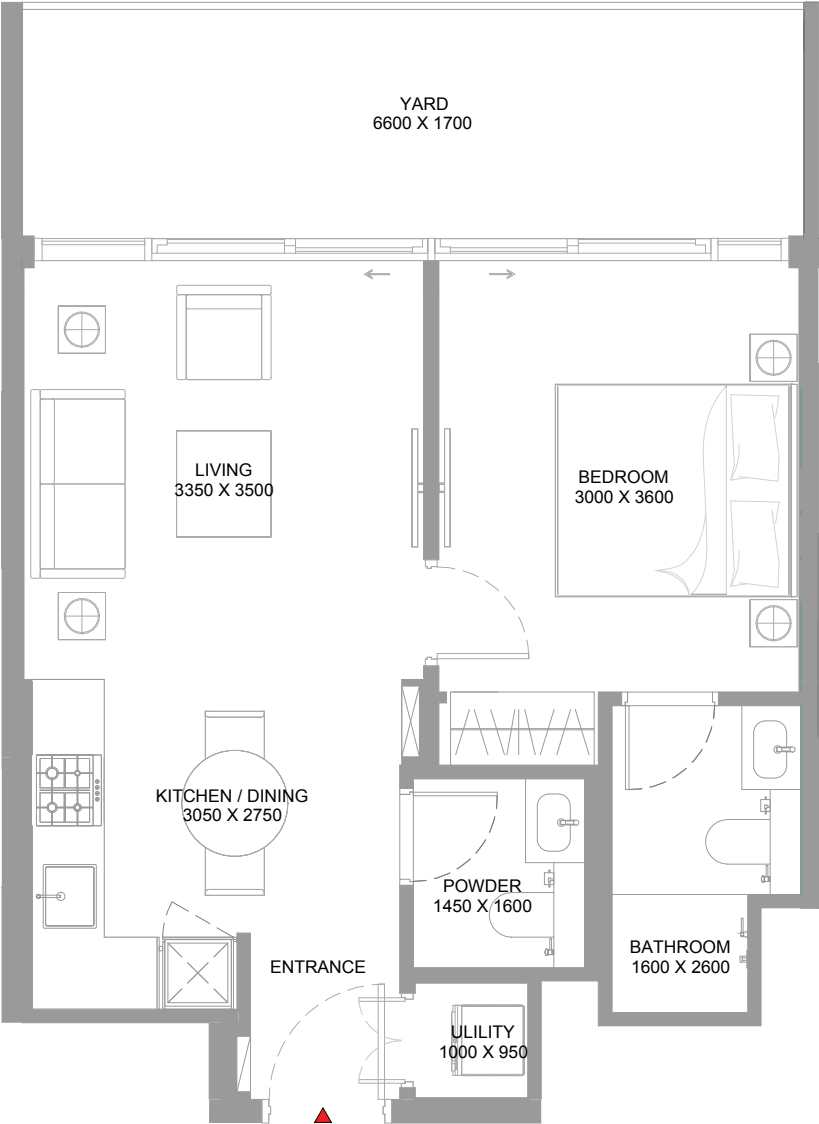 YARD
6600 X 1700
LIVING
3350 X 3500
BEDROOM
3000 X 3600
KITCHEN / DINING
3050 X 2750
POWDER
1450 X 1600
ENTRANCE
BATHROOM
1600 X 2600
ULILITY
1000 X 950